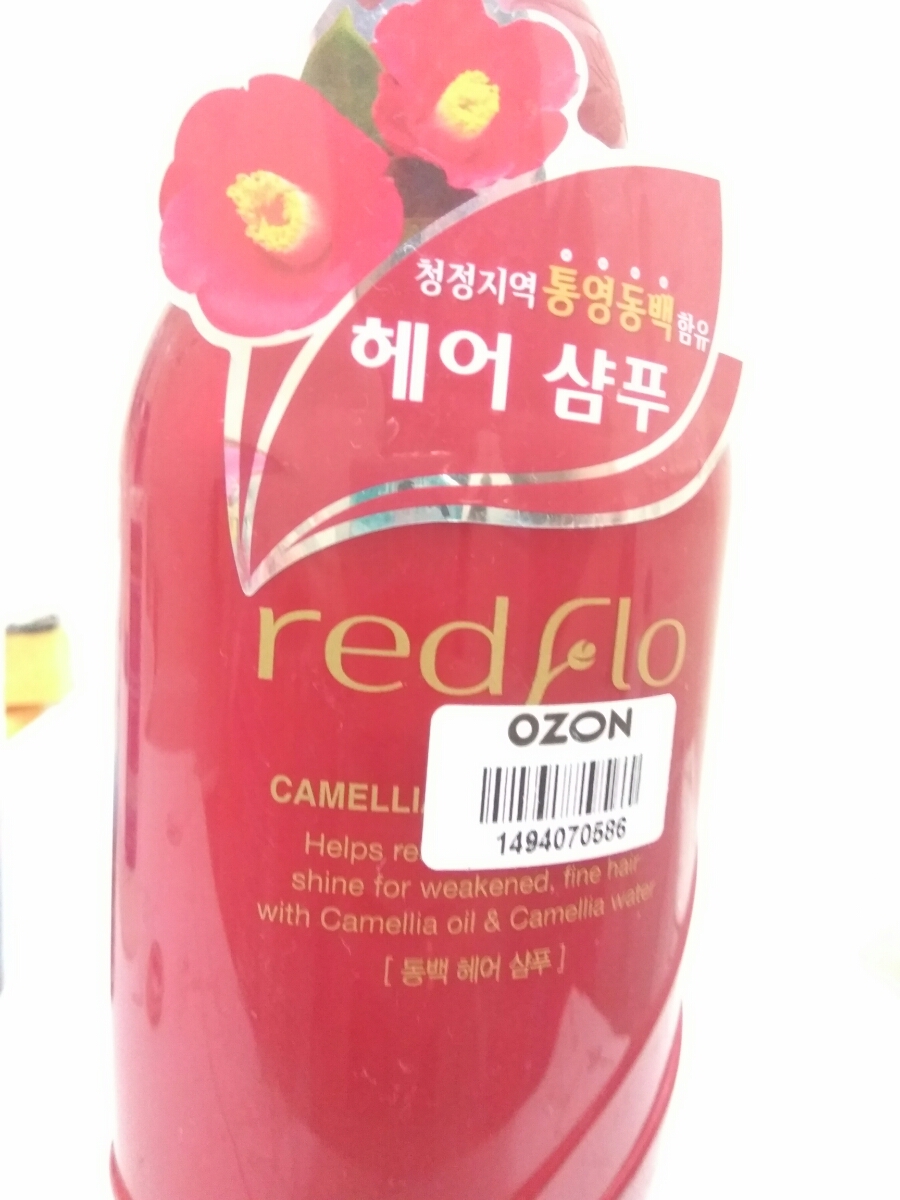 청정지역 통영동백 함유
헤어 샴푸
redflo
OZON
1494070586
CAMELLIA
Helps re
shine for weakened, fine hair
with Camellia oil & Camellia water
[ 동백 헤어 샴푸 ]